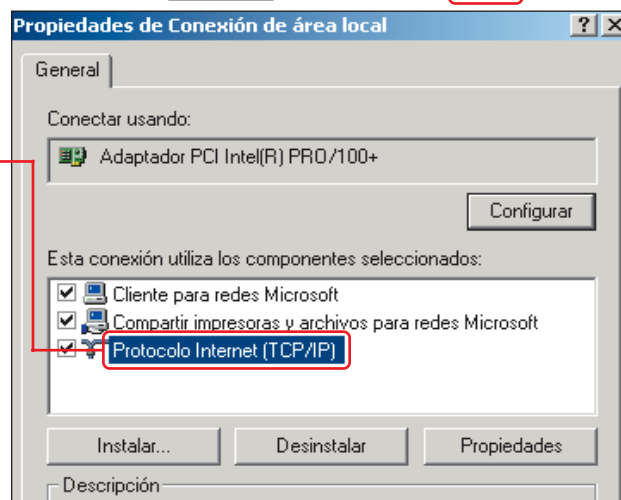 Propiedades de Conexión de área local
General
Conectar usando:
Adaptador PCI Intel(R) PRO/100+
Configurar
Esta conexión utiliza los componentes seleccionados:
Cliente para redes Microsoft
Compartir impresoras y archivos para redes Microsoft
Protocolo Internet (TCP/IP)
Instalar... Desinstalar Propiedades
Descripción